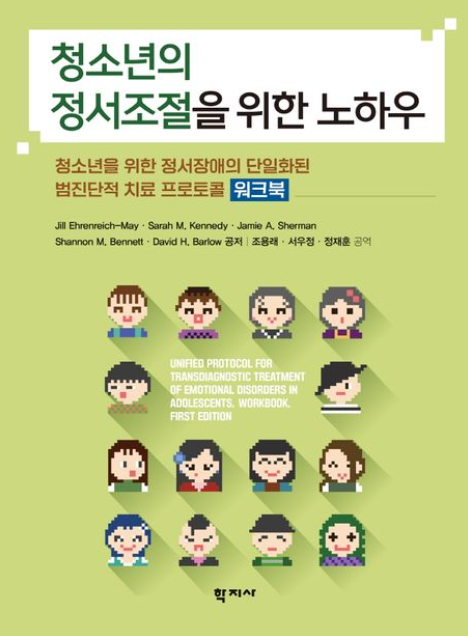 청소년의
정서조절을 위한 노하우
청소년을 위한 정서장애의 단일화된
범진단적 치료 프로토콜 워크북
Jill Ehrenreich-May · Sarah M. Kennedy · Jamie A. Sherman
Shannon M. Bennett · David H. Barlow 공저 | 조용래 · 서우정 · 정재훈 공역
UNIFIED PROTOCOL FOR
TRANSDIAGNOSTIC TREATMENT
OF EMOTIONAL DISORDERS IN
ADOLESCENTS. WORKBOOK.
FIRST EDITION
학지사